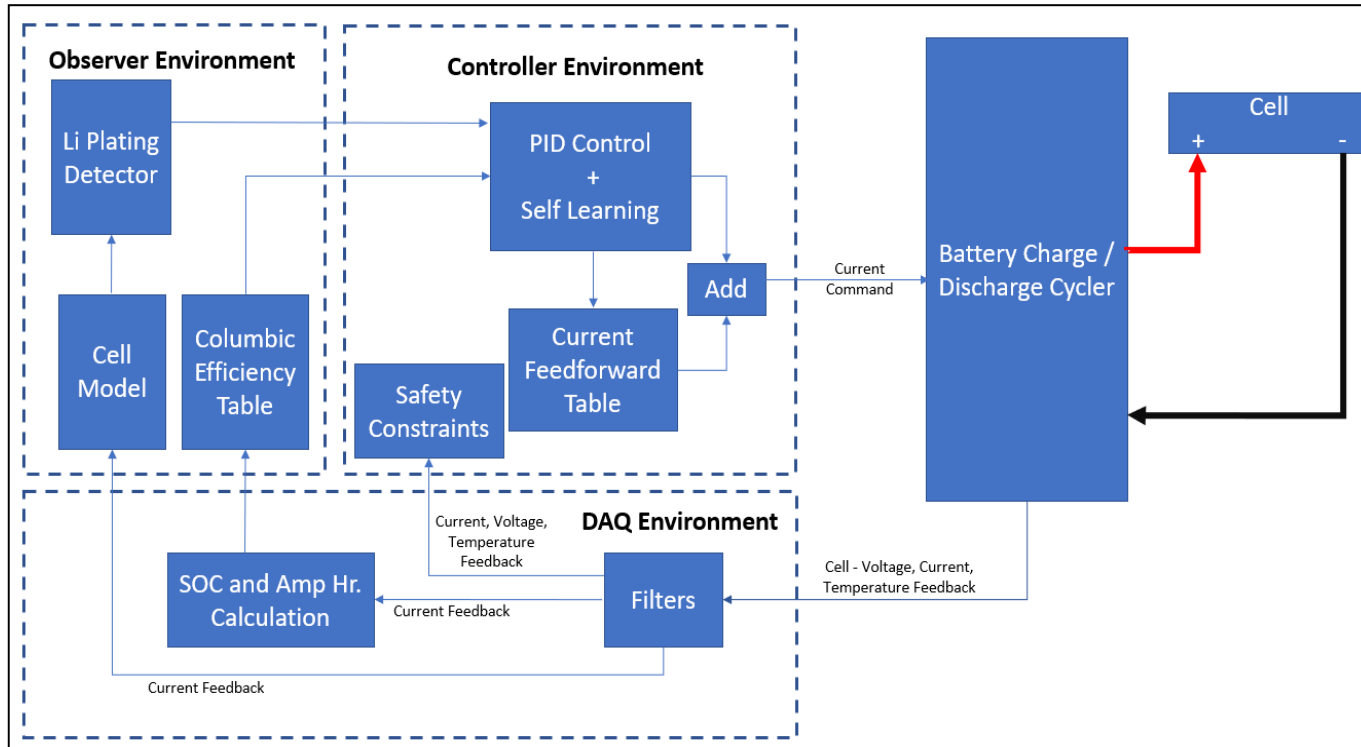 Observer Environment
Li Plating
Detector
Cell
Model
Columbic
Efficiency
Table
Controller Environment
PID Control
+
Self Learning
Add
Current
Feedforward
Table
Safety
Constraints
Current
Command
Battery Charge /
Discharge Cycler
Cell
+ -
DAQ Environment
Current, Voltage,
Temperature
Feedback
SOC and Amp Hr.
Calculation
Current Feedback
Filters
Cell - Voltage, Current,
Temperature Feedback
Current Feedback